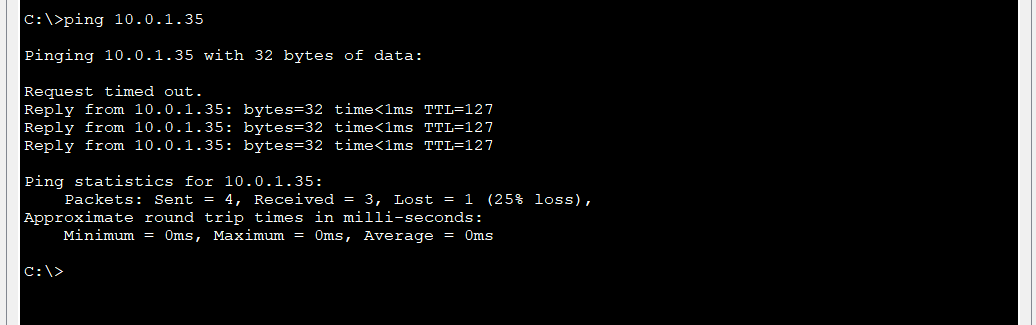 C:\>ping 10.0.1.35
Pinging 10.0.1.35 with 32 bytes of data:
Request timed out.
Reply from 10.0.1.35: bytes=32 time<1ms TTL=127
Reply from 10.0.1.35: bytes=32 time<1ms TTL=127
Reply from 10.0.1.35: bytes=32 time<1ms TTL=127
Ping statistics for 10.0.1.35:
    Packets: Sent = 4, Received = 3, Lost = 1 (25% loss),
Approximate round trip times in milli-seconds:
    Minimum = 0ms, Maximum = 0ms, Average = 0ms
C:\>